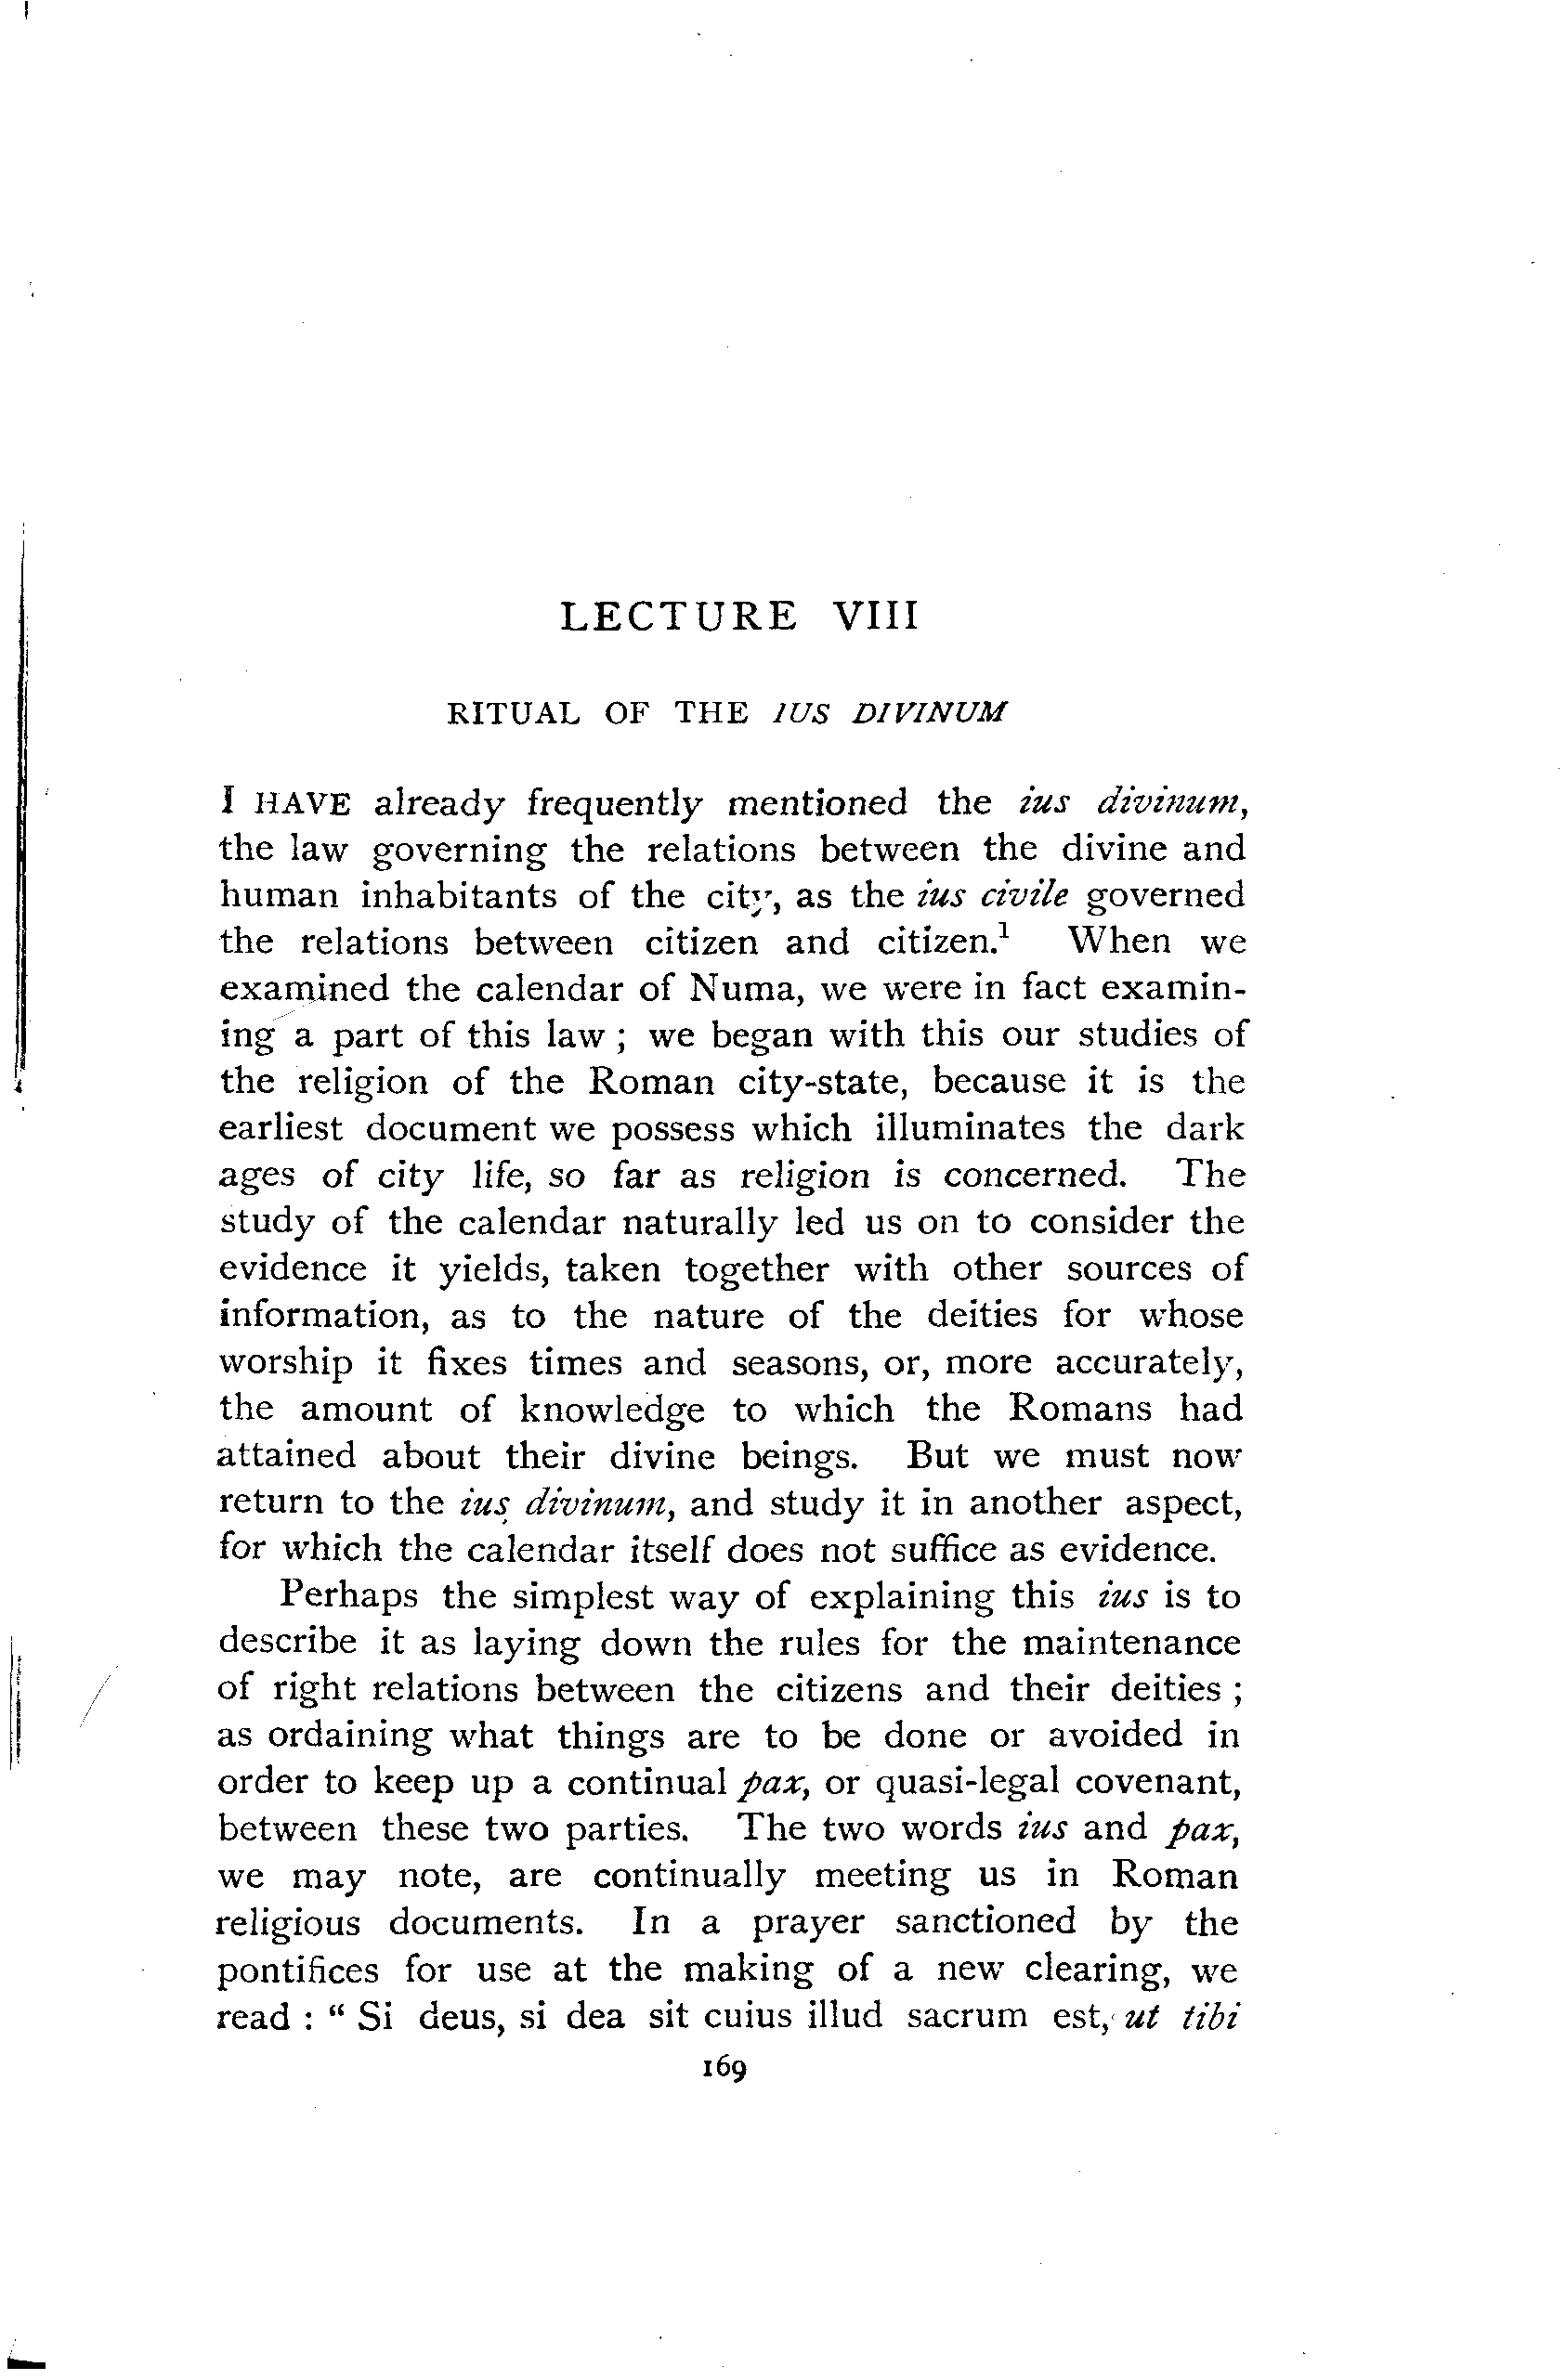 LECTURE VIII
RITUAL OF THE IUS DIVINUM
I HAVE already frequently mentioned the ius divinum,
the law governing the relations between the divine and
human inhabitants of the city, as the ius civile governed
the relations between citizen and citizen.¹ When we
examined the calendar of Numa, we were in fact examin-
ing a part of this law ; we began with this our studies of
the religion of the Roman city-state, because it is the
earliest document we possess which illuminates the dark
ages of city life, so far as religion is concerned. The
study of the calendar naturally led us on to consider the
evidence it yields, taken together with other sources of
information, as to the nature of the deities for whose
worship it fixes times and seasons, or, more accurately,
the amount of knowledge to which the Romans had
attained about their divine beings. But we must now
return to the ius divinum, and study it in another aspect,
for which the calendar itself does not suffice as evidence.
Perhaps the simplest way of explaining this ius is to
describe it as laying down the rules for the maintenance
of right relations between the citizens and their deities ;
as ordaining what things are to be done or avoided in
order to keep up a continual pax, or quasi-legal covenant,
between these two parties. The two words ius and pax,
we may note, are continually meeting us in Roman
religious documents. In a prayer sanctioned by the
pontifices for use at the making of a new clearing, we
read : “ Si deus, si dea sit cuius illud sacrum est, ut tibi
169